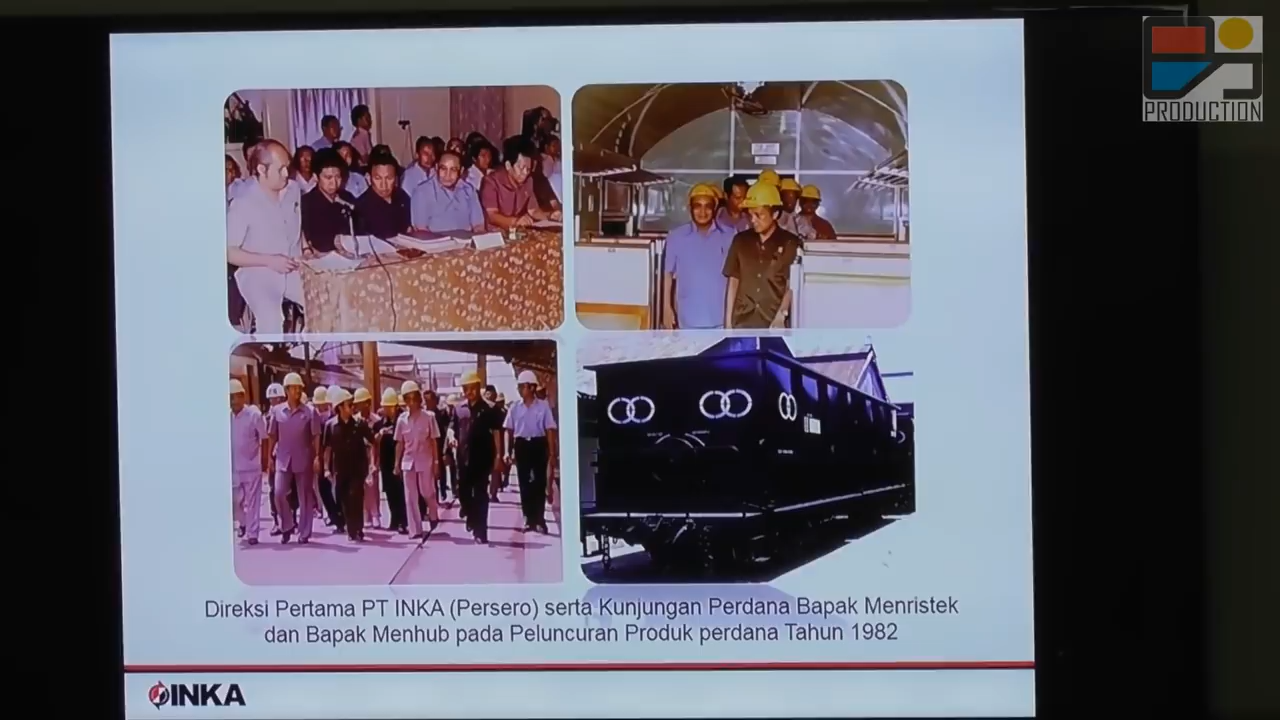 PRODUCTION
Direksi Pertama PT INKA (Persero) serta Kunjungan Perdana Bapak Menristek
dan Bapak Menhub pada Peluncuran Produk perdana Tahun 1982
INKA